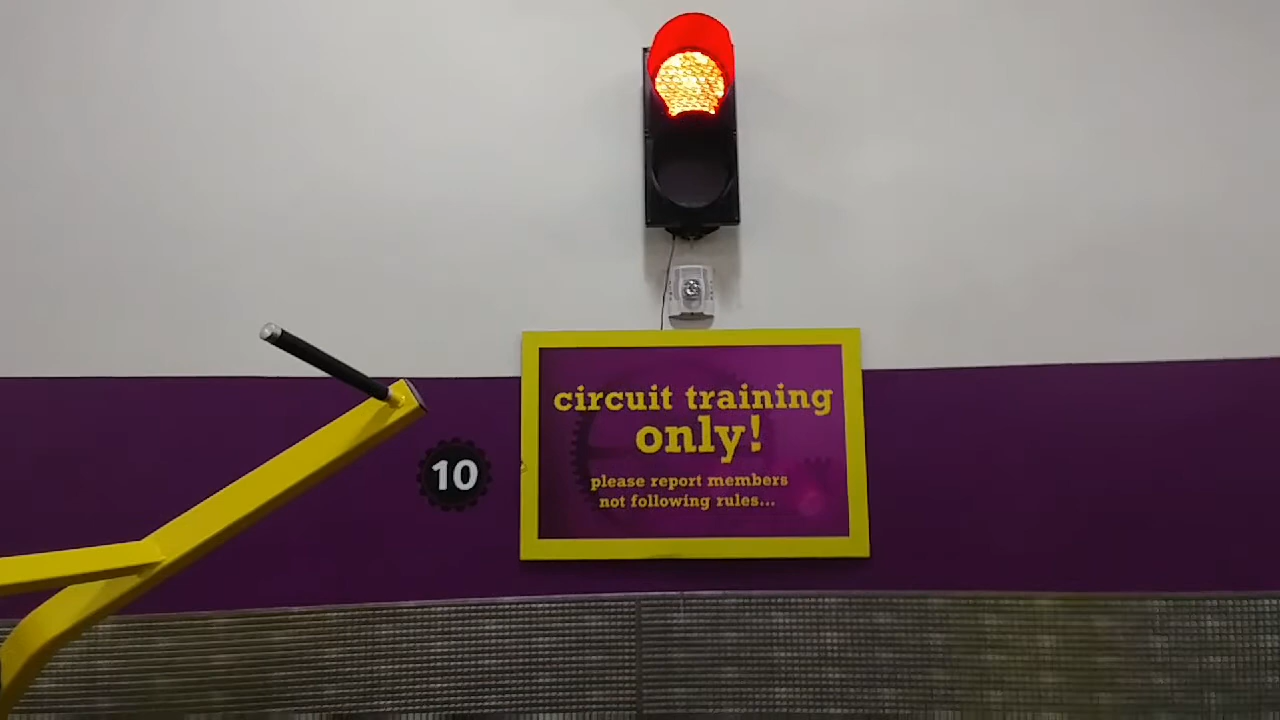 circuit training
only!
please report members
not following rules...
10